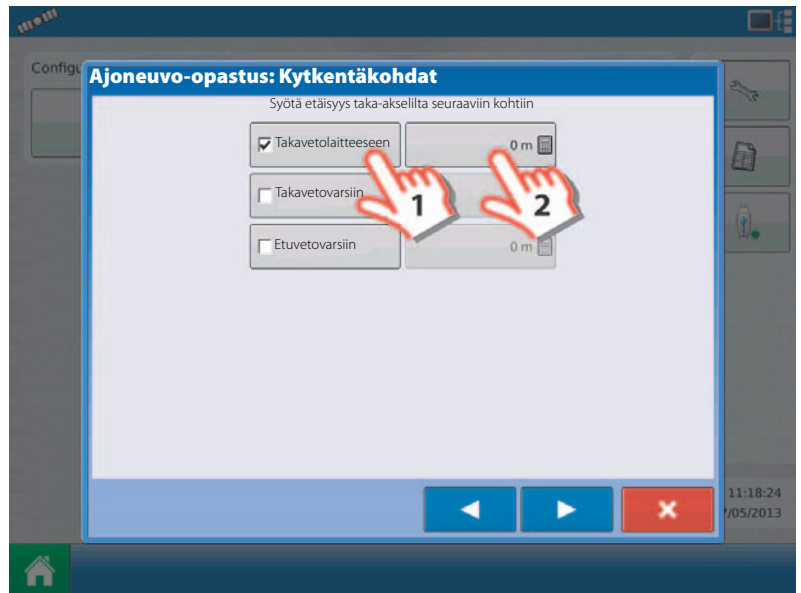 Configu
Ajoneuvo-opastus: Kytkentäkohdat
Syötä etäisyys taka-akselilta seuraaviin kohtiin
Takavetolaitteeseen
0 m
Takavetovarsiin
Etuvetovarsiin
0 m
1
2
11:18:24
/05/2013